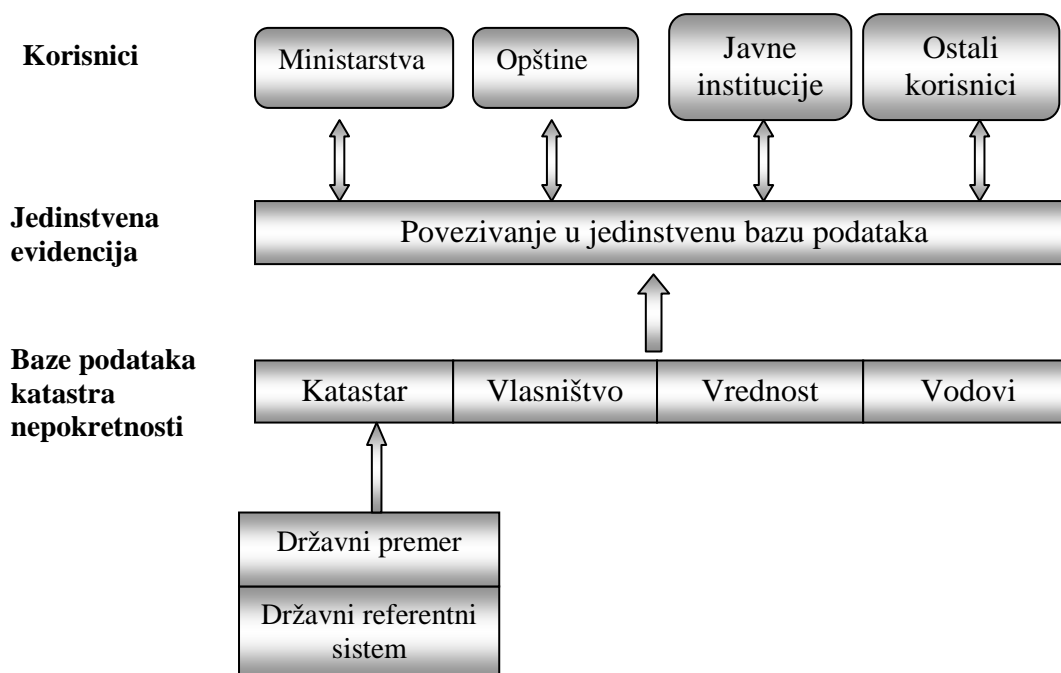 Korisnici
Ministarstva
Opštine
Javne
institucije
Ostali
korisnici
Jedinstvena
evidencija
Povezivanje u jedinstvenu bazu podataka
Baze podataka
katastra
nepokretnosti
Katastar
Vlasništvo
Vrednost
Vodovi
Državni premer
Državni referentni
sistem